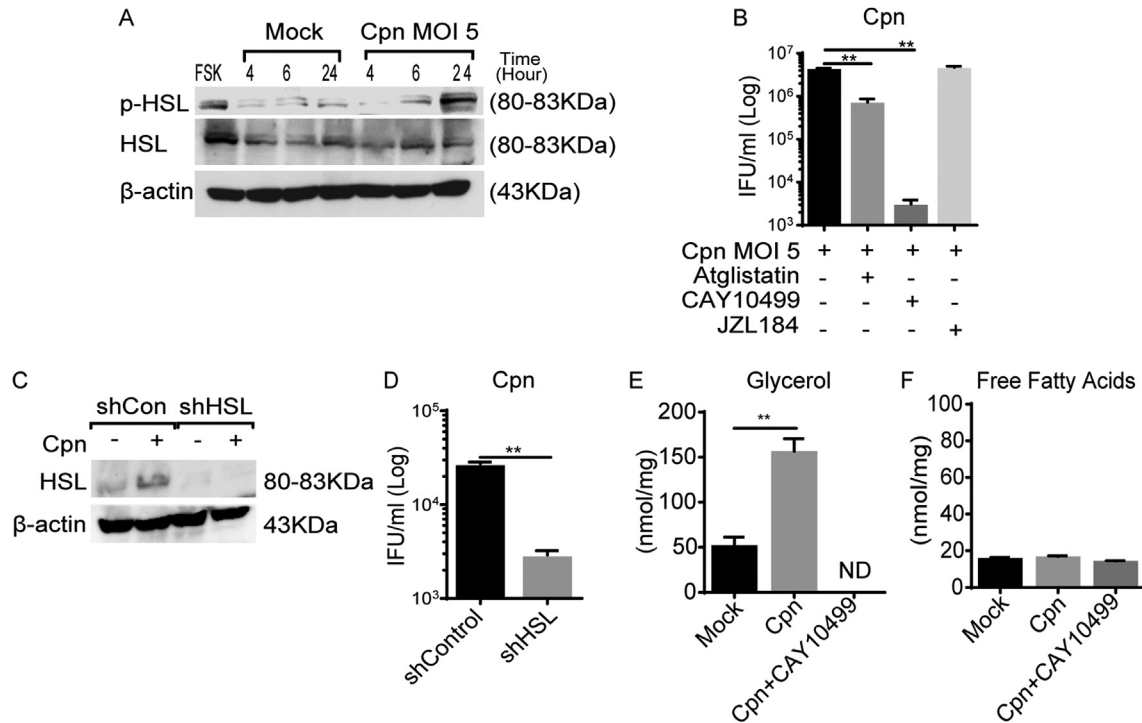 A
Mock
Cpn MOI 5
FSK 4 6 24 4 6 24 Time
(Hour)
p-HSL (80-83KDa)
HSL (80-83KDa)
β-actin (43KDa)
B
Cpn
** **
IFU/ml (Log)
10⁷
10⁶
10⁵
10⁴
10³
Cpn MOI 5 + + + +
Atglistatin - + - -
CAY10499 - - + -
JZL184 - - - +
C
shCon shHSL
Cpn - + - +
HSL 80-83KDa
β-actin 43KDa
D
Cpn
**
IFU/ml (Log)
10⁵
10⁴
10³
shControl
shHSL
E
Glycerol
**
(nmol/mg)
200
150
100
50
0
ND
Mock
Cpn
Cpn+CAY10499
F
Free Fatty Acids
(nmol/mg)
100
80
60
40
20
0
Mock
Cpn
Cpn+CAY10499